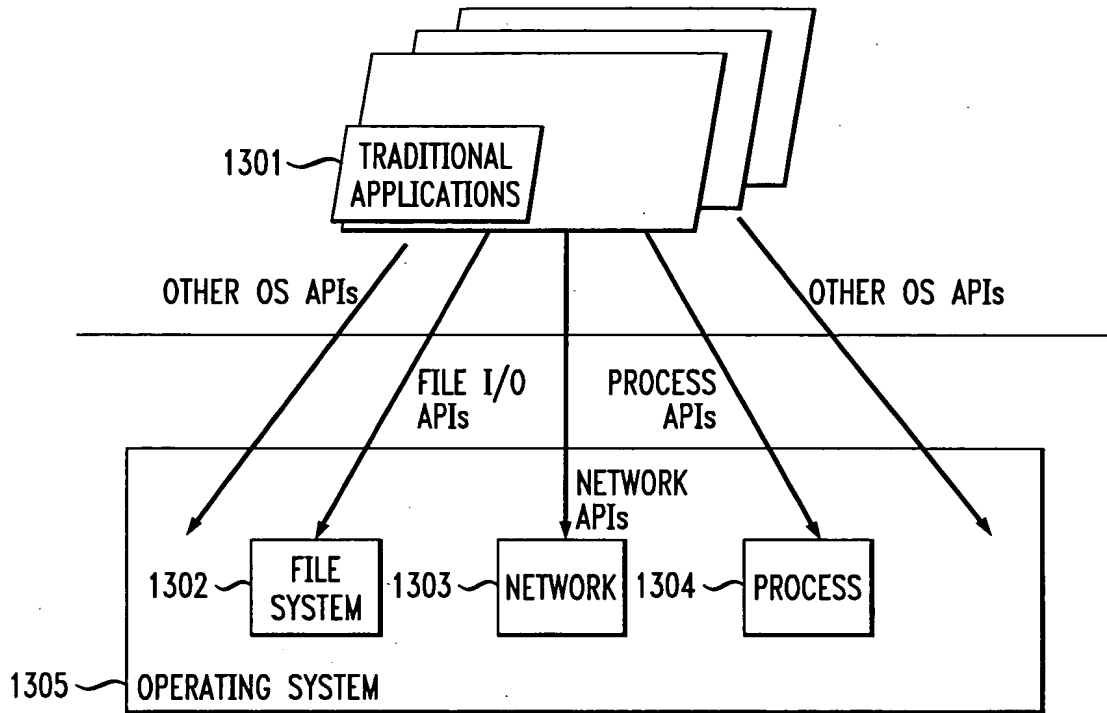 1301
TRADITIONAL
APPLICATIONS
OTHER OS APIs
OTHER OS APIs
FILE I/O
APIs
PROCESS
APIs
NETWORK
APIs
1302
FILE
SYSTEM
1303
NETWORK
1304
PROCESS
1305
OPERATING SYSTEM